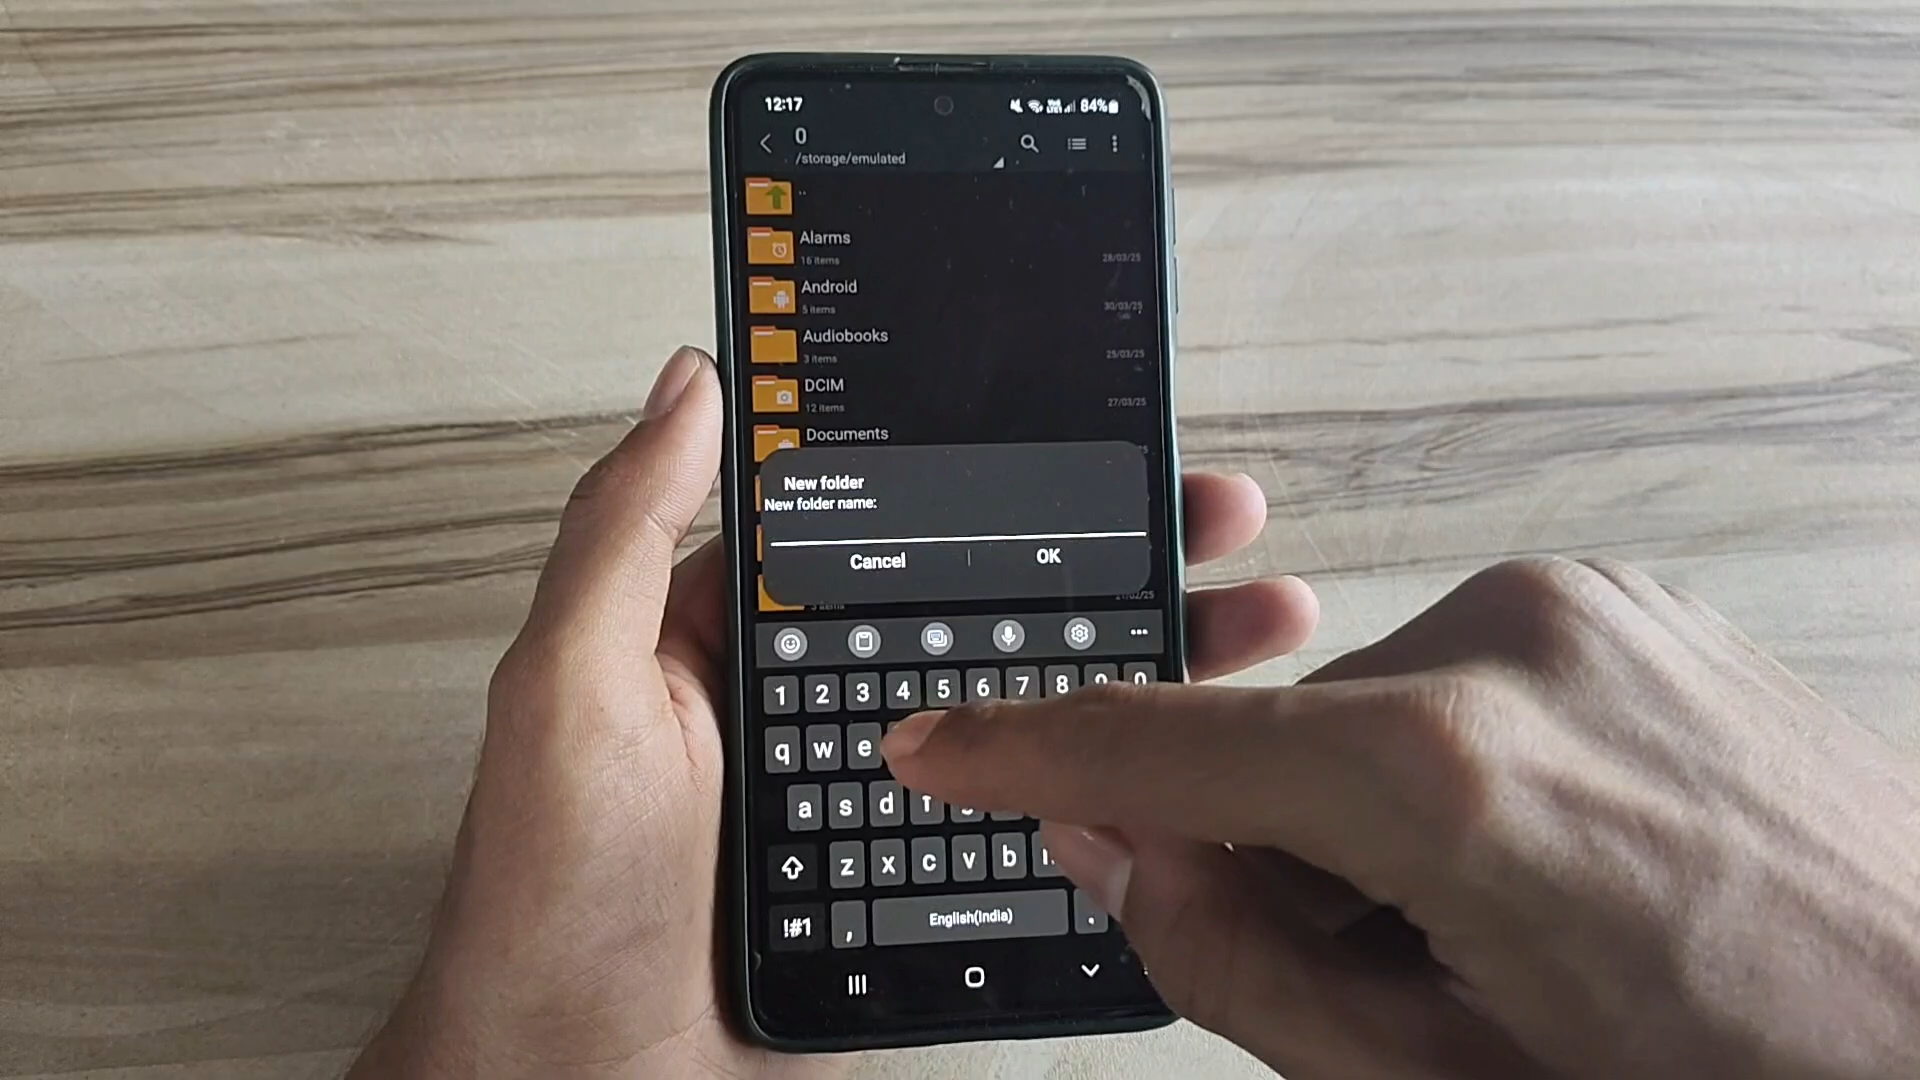 12:17
84%
0
/storage/emulated
..
Alarms
16 items
28/03/25
Android
5 items
30/03/25
Audiobooks
3 items
25/03/25
DCIM
12 items
27/03/25
Documents
New folder
New folder name:
Cancel
OK
1 2 3 4 5 6 7 8 9 0
q w e
a s d f
z x c v b
!#1 , English(India) .